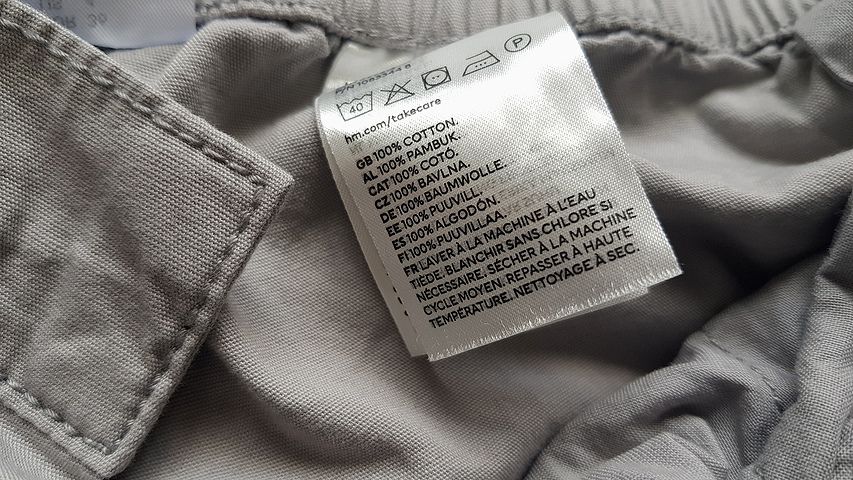 40
P
hm.com/takecare
GB 100% COTTON.
AL 100% PAMBUK.
CAT 100% COTÓ.
CZ 100% BAVLNA.
DE 100% BAUMWOLLE.
EE 100% PUUVILL.
ES 100% ALGODÓN.
FI 100% PUUVILLAA.
FR LAVER À LA MACHINE À L'EAU
TIÈDE. BLANCHIR SANS CHLORE SI
NÉCESSAIRE. SÉCHER À LA MACHINE
CYCLE MOYEN. REPASSER À HAUTE
TEMPÉRATURE. NETTOYAGE À SEC.